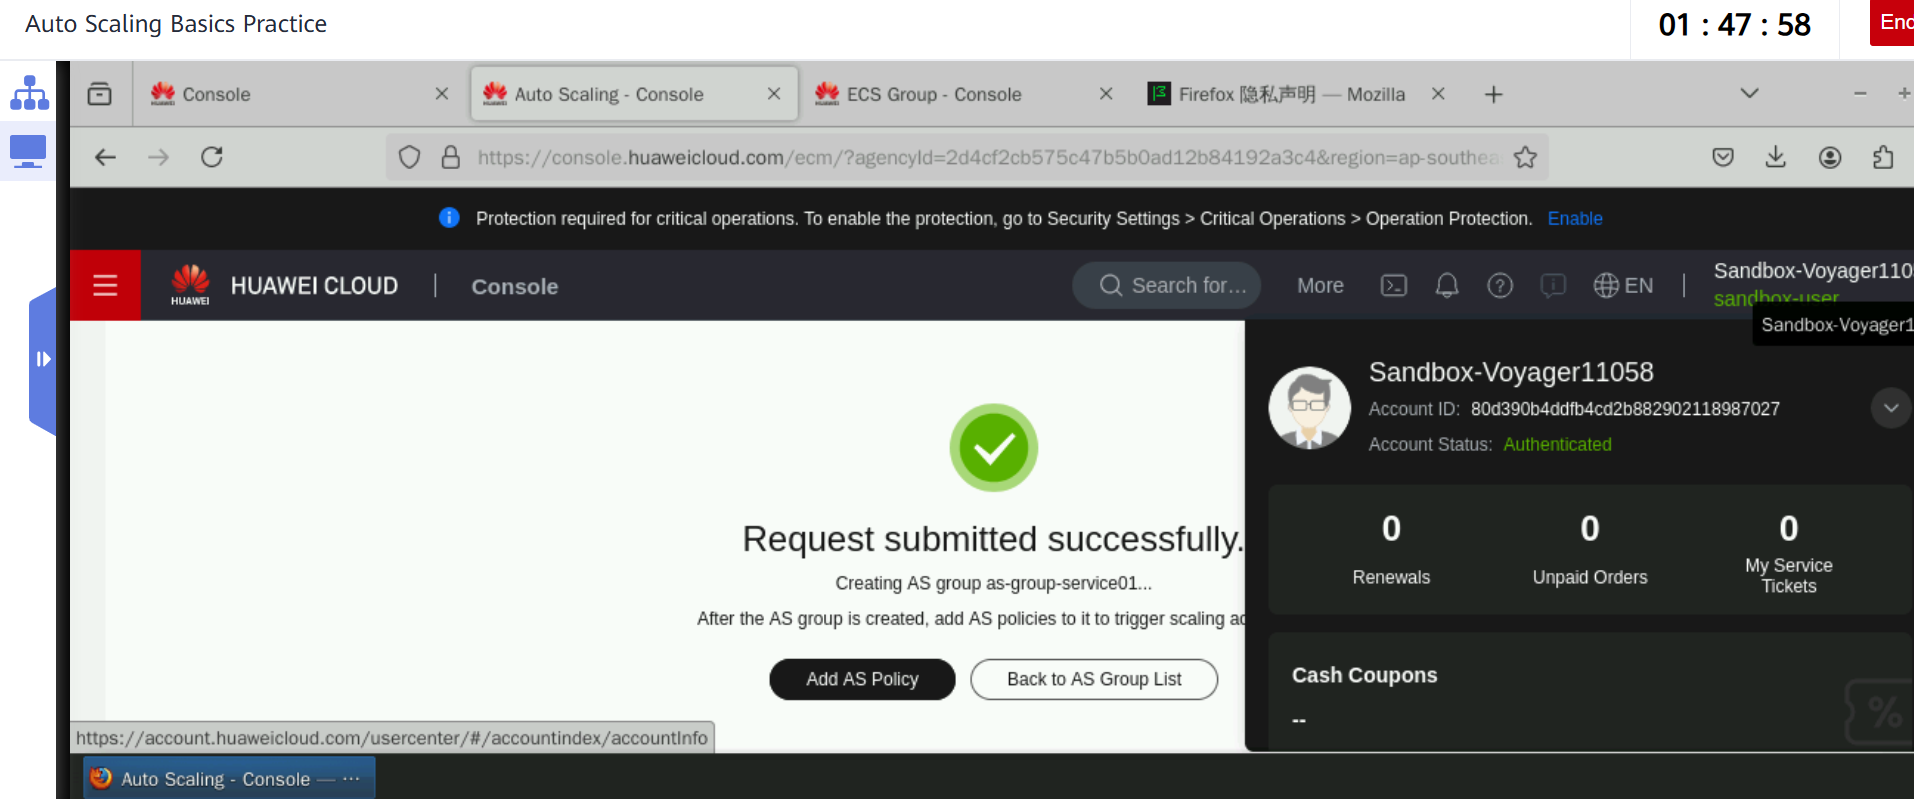 Auto Scaling Basics Practice
01 : 47 : 58
Console
Auto Scaling - Console
ECS Group - Console
Firefox 隐私声明 — Mozilla
https://console.huaweicloud.com/ecm/?agencyId=2d4cf2cb575c47b5b0ad12b84192a3c4&region=ap-southea
Protection required for critical operations. To enable the protection, go to Security Settings > Critical Operations > Operation Protection. Enable
HUAWEI
HUAWEI CLOUD
Console
Search for...
More
EN
Sandbox-Voyager110
sandbox-user
Sandbox-Voyager1
Sandbox-Voyager11058
Account ID: 80d390b4ddfb4cd2b882902118987027
Account Status: Authenticated
0
Renewals
0
Unpaid Orders
0
My Service
Tickets
Cash Coupons
--
%
Request submitted successfully.
Creating AS group as-group-service01...
After the AS group is created, add AS policies to it to trigger scaling ac
Add AS Policy
Back to AS Group List
https://account.huaweicloud.com/usercenter/#/accountindex/accountInfo
Auto Scaling - Console — ...